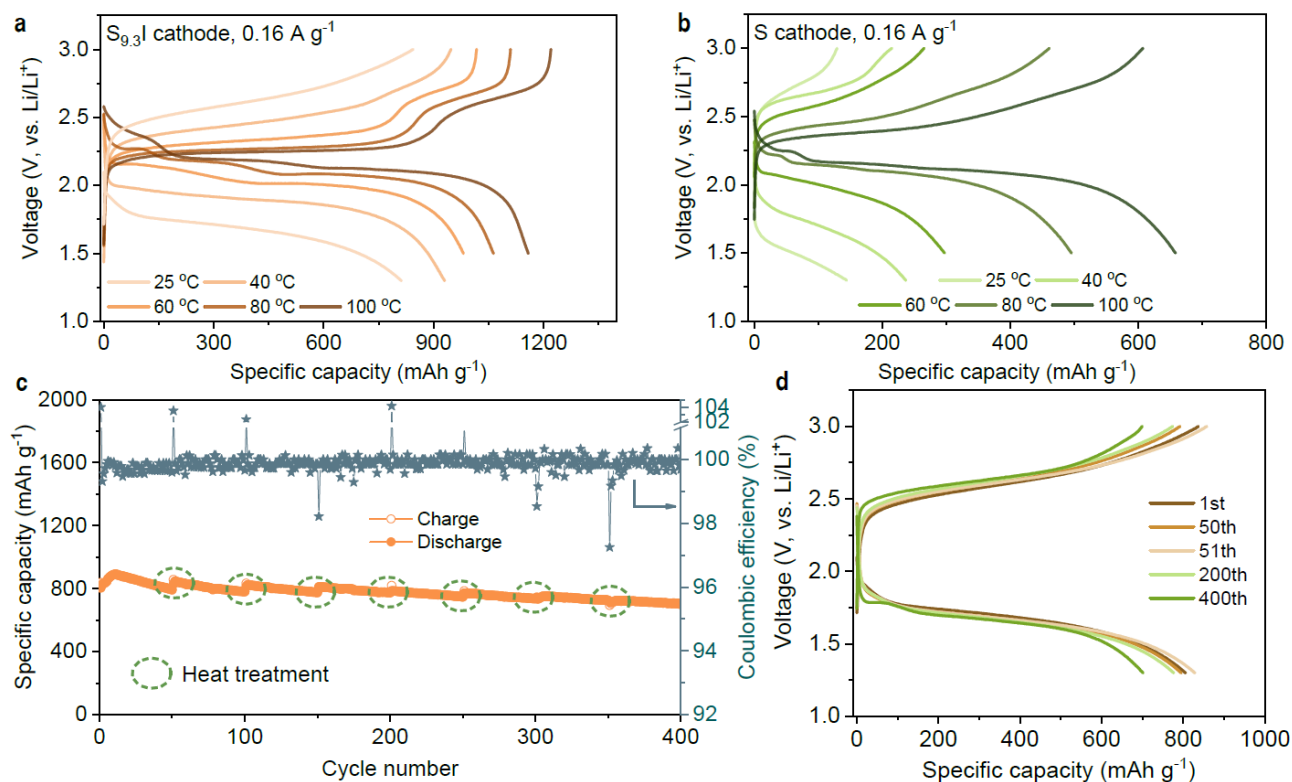 a
S9.3I cathode, 0.16 A g-1
Voltage (V, vs. Li/Li+)
3.0
2.5
2.0
1.5
1.0
25 oC
40 oC
60 oC
80 oC
100 oC
0
300
600
900
1200
Specific capacity (mAh g-1)
b
S cathode, 0.16 A g-1
Voltage (V, vs. Li/Li+)
3.0
2.5
2.0
1.5
1.0
25 oC
40 oC
60 oC
80 oC
100 oC
0
200
400
600
800
Specific capacity (mAh g-1)
c
Specific capacity (mAh g-1)
2000
1600
1200
800
400
0
Charge
Discharge
Heat treatment
104
102
100
98
96
94
92
Coulombic efficiency (%)
0
100
200
300
400
Cycle number
d
Voltage (V, vs. Li/Li+)
3.0
2.5
2.0
1.5
1.0
1st
50th
51th
200th
400th
0
200
400
600
800
1000
Specific capacity (mAh g-1)